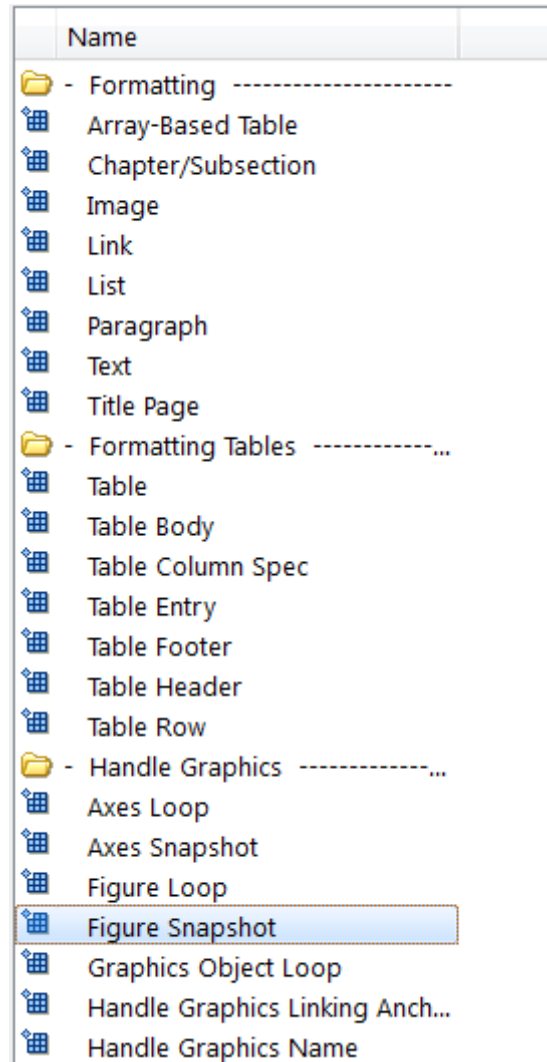 Name
- Formatting ----------------------
Array-Based Table
Chapter/Subsection
Image
Link
List
Paragraph
Text
Title Page
- Formatting Tables ------------...
Table
Table Body
Table Column Spec
Table Entry
Table Footer
Table Header
Table Row
- Handle Graphics -------------...
Axes Loop
Axes Snapshot
Figure Loop
Figure Snapshot
Graphics Object Loop
Handle Graphics Linking Anch...
Handle Graphics Name